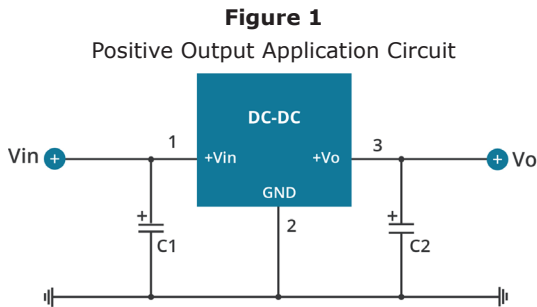 Figure 1
Positive Output Application Circuit
DC-DC
1
3
Vin +
+Vin
+Vo
+ Vo
GND
2
+
C1
+
C2